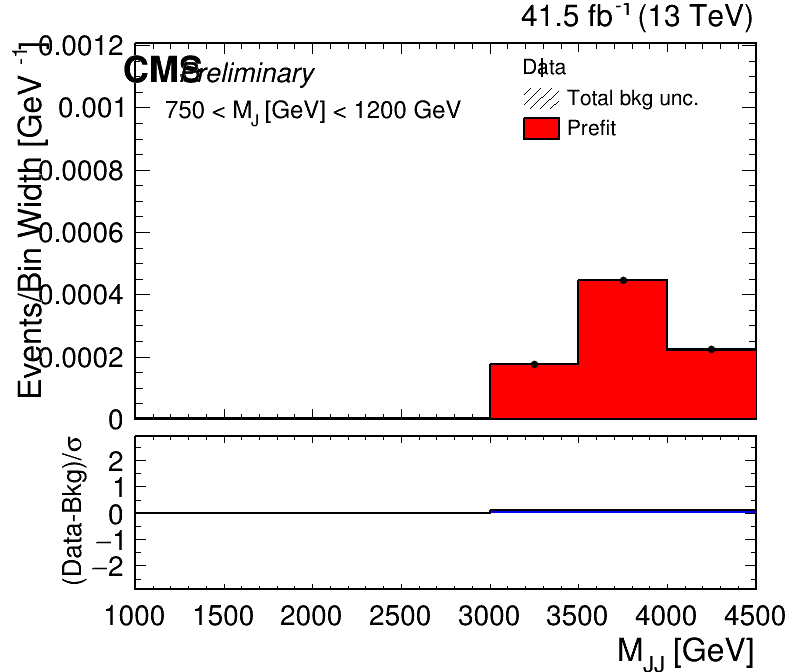 41.5 fb⁻¹ (13 TeV)
Events/Bin Width [GeV⁻¹]
0.0012
0.001
0.0008
0.0006
0.0004
0.0002
0
CMS Preliminary
750 < M_J [GeV] < 1200 GeV
Data
Total bkg unc.
Prefit
(Data-Bkg)/σ
2
1
0
−1
−2
1000 1500 2000 2500 3000 3500 4000 4500
M_JJ [GeV]